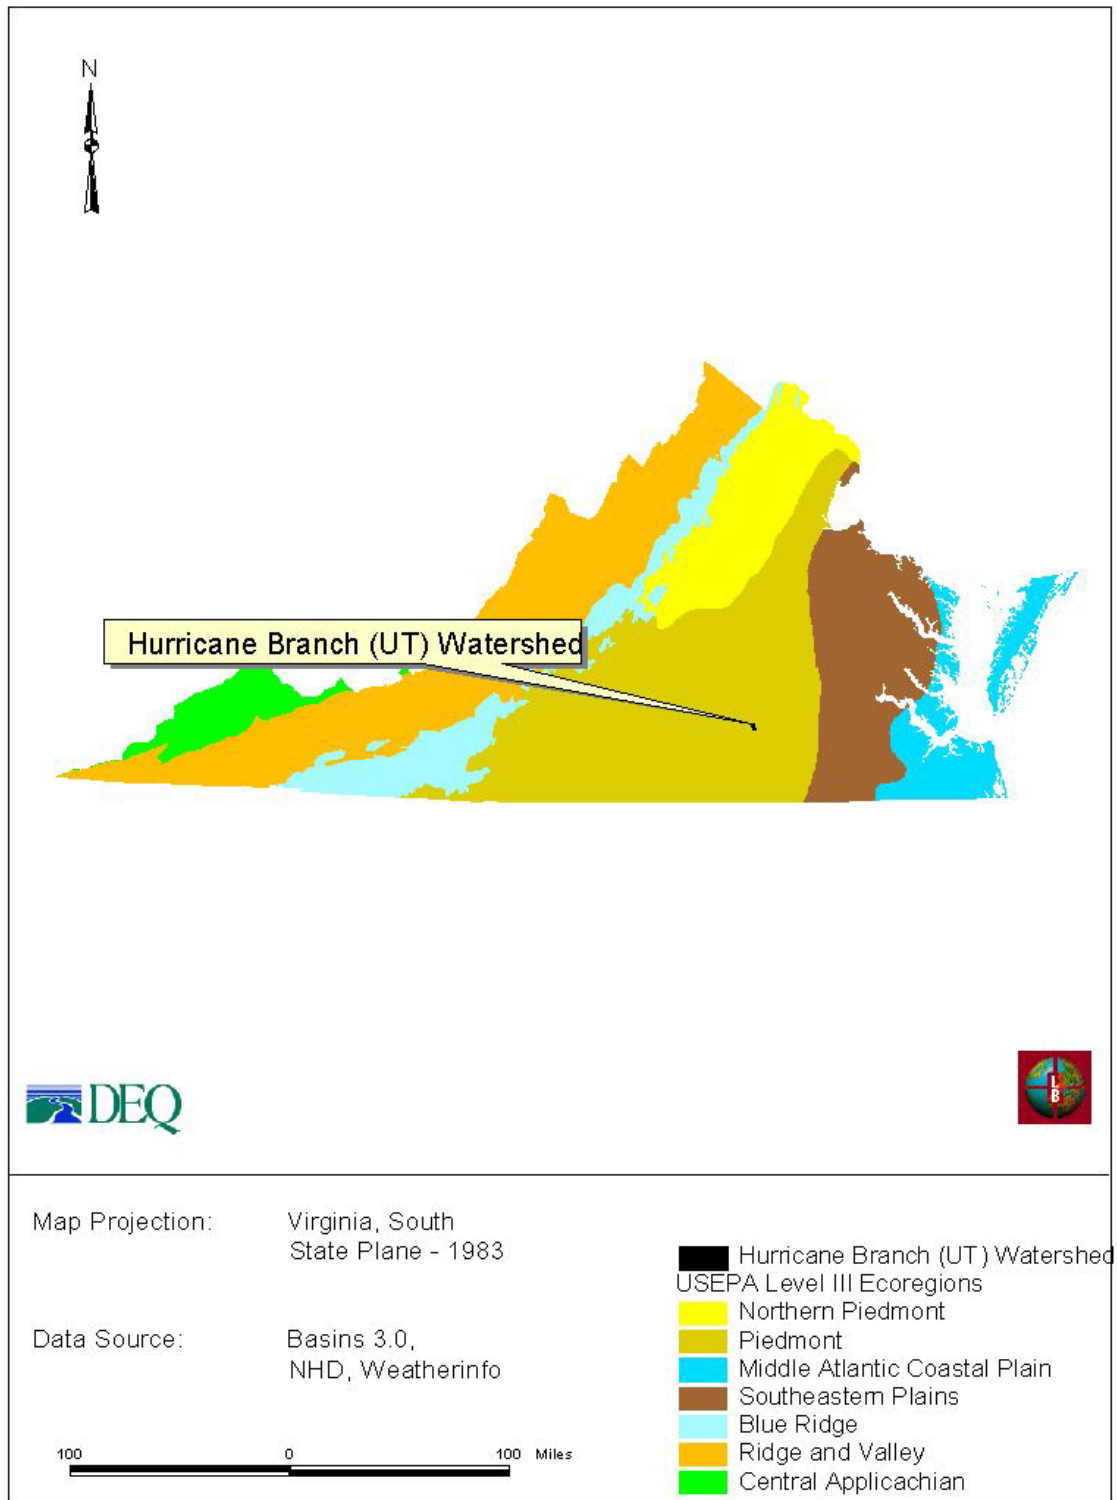 N
Hurricane Branch (UT) Watershed
DEQ
L
B
Map Projection:
Virginia, South
State Plane - 1983
Data Source:
Basins 3.0,
NHD, Weatherinfo
100 0 100 Miles
Hurricane Branch (UT) Watershed
USEPA Level III Ecoregions
Northern Piedmont
Piedmont
Middle Atlantic Coastal Plain
Southeastern Plains
Blue Ridge
Ridge and Valley
Central Applicachian